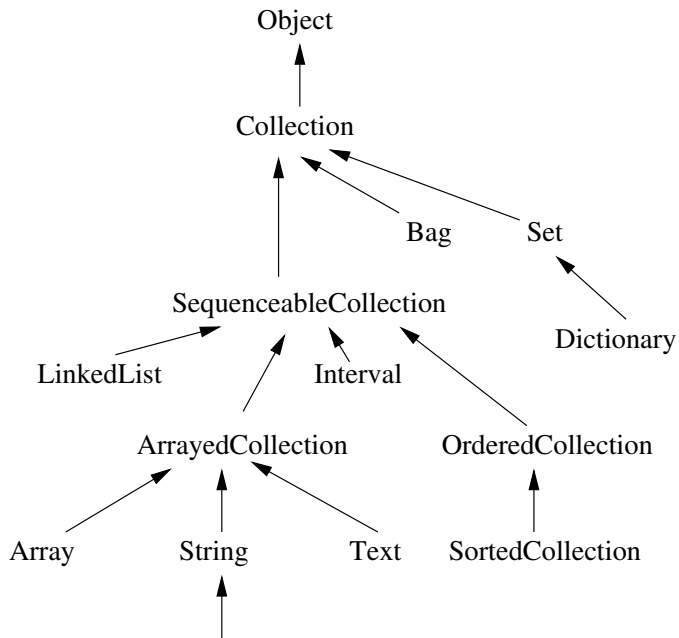 Object
Collection
Bag
Set
SequenceableCollection
Dictionary
LinkedList
Interval
ArrayedCollection
OrderedCollection
Array
String
Text
SortedCollection